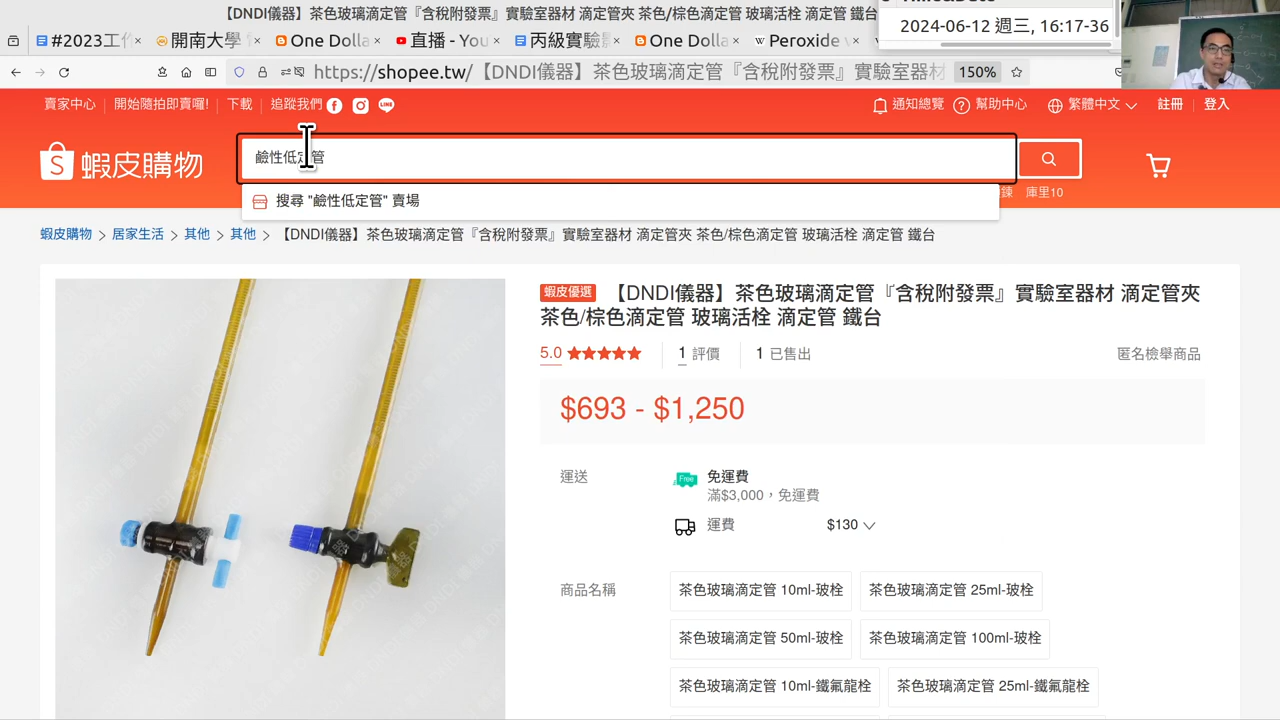 【DNDI儀器】茶色玻璃滴定管『含稅附發票』實驗室器材 滴定管夾 茶色/棕色滴定管 玻璃活栓 滴定管 鐵台
2024-06-12 週三, 16:17-36
#2023工作
開南大學
One Dolla
直播 - You
丙級實驗
One Dolla
Peroxide
https://shopee.tw/【DNDI儀器】茶色玻璃滴定管『含稅附發票』實驗室器材
150%
賣家中心
開始隨拍即賣囉!
下載
追蹤我們
通知總覽
幫助中心
繁體中文
註冊
登入
蝦皮購物
鹼性低定管
搜尋 "鹼性低定管" 賣場
庫里10
蝦皮購物 > 居家生活 > 其他 > 其他 > 【DNDI儀器】茶色玻璃滴定管『含稅附發票』實驗室器材 滴定管夾 茶色/棕色滴定管 玻璃活栓 滴定管 鐵台
蝦皮優選 【DNDI儀器】茶色玻璃滴定管『含稅附發票』實驗室器材 滴定管夾
茶色/棕色滴定管 玻璃活栓 滴定管 鐵台
5.0
1 評價
1 已售出
匿名檢舉商品
$693 - $1,250
運送
Free
免運費
滿$3,000，免運費
運費
$130
商品名稱
茶色玻璃滴定管 10ml-玻栓
茶色玻璃滴定管 25ml-玻栓
茶色玻璃滴定管 50ml-玻栓
茶色玻璃滴定管 100ml-玻栓
茶色玻璃滴定管 10ml-鐵氟龍栓
茶色玻璃滴定管 25ml-鐵氟龍栓